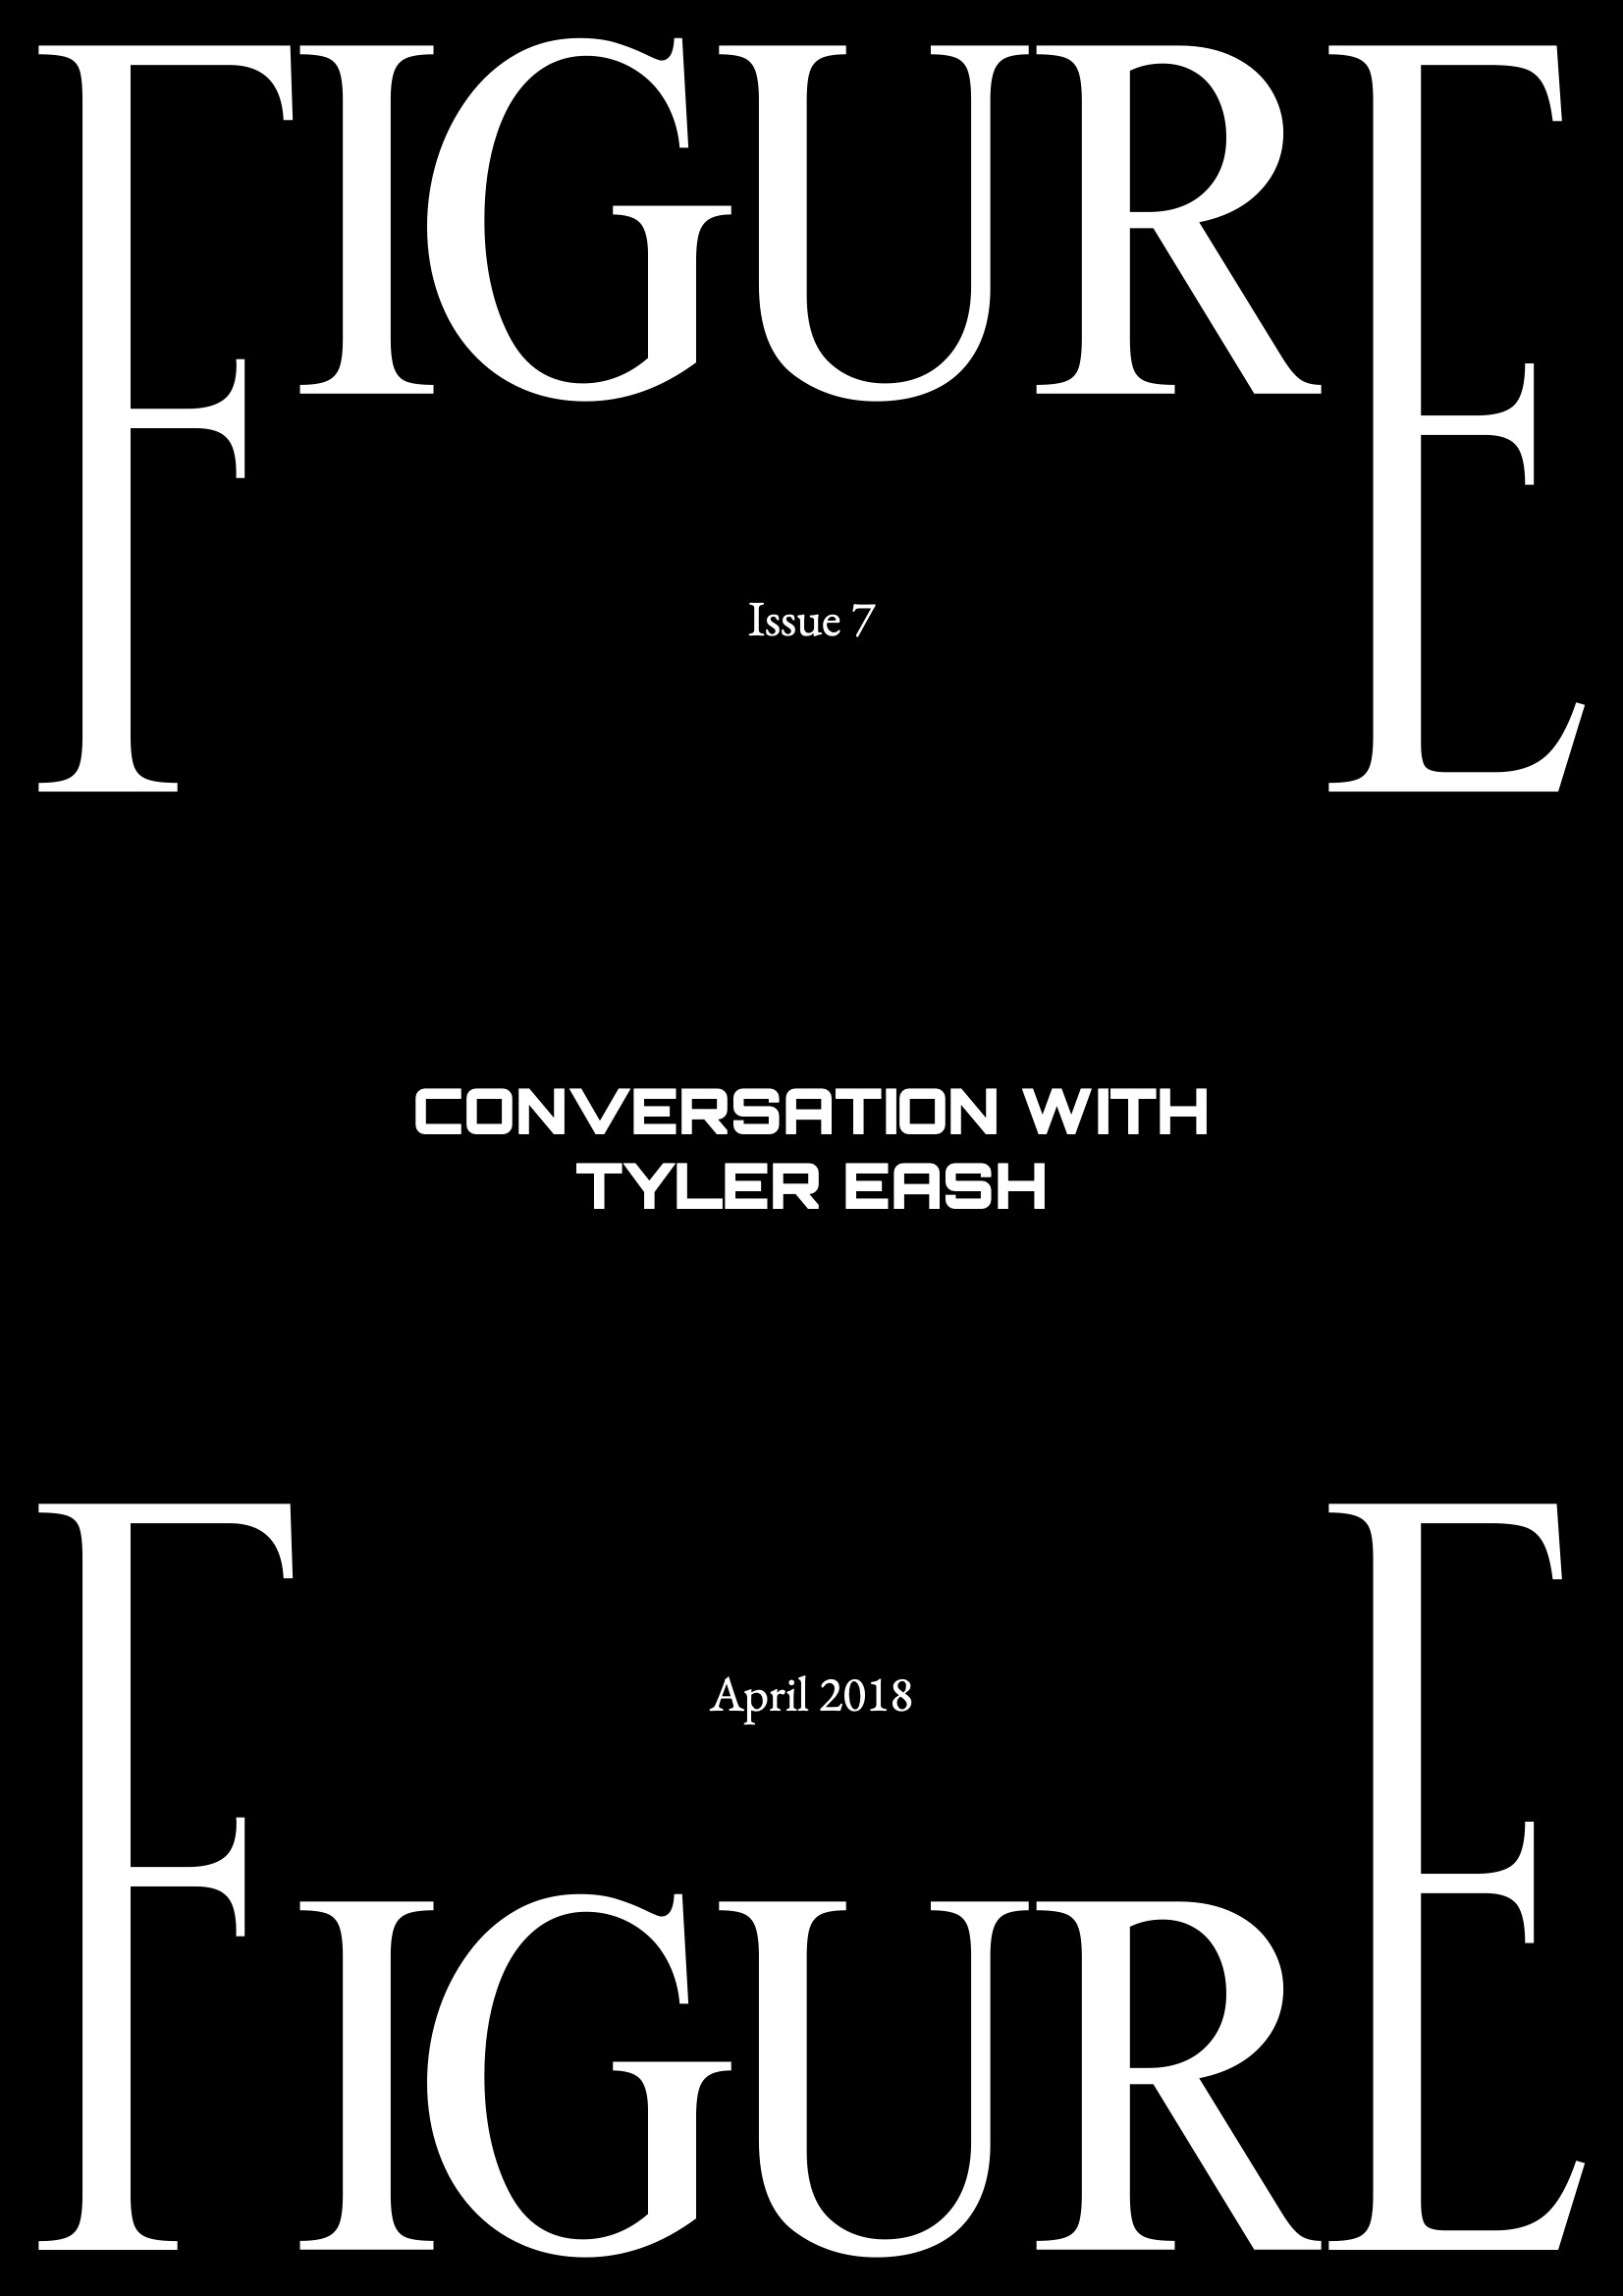 FIGURE
Issue 7
CONVERSATION WITH
TYLER EASH
April 2018
FIGURE